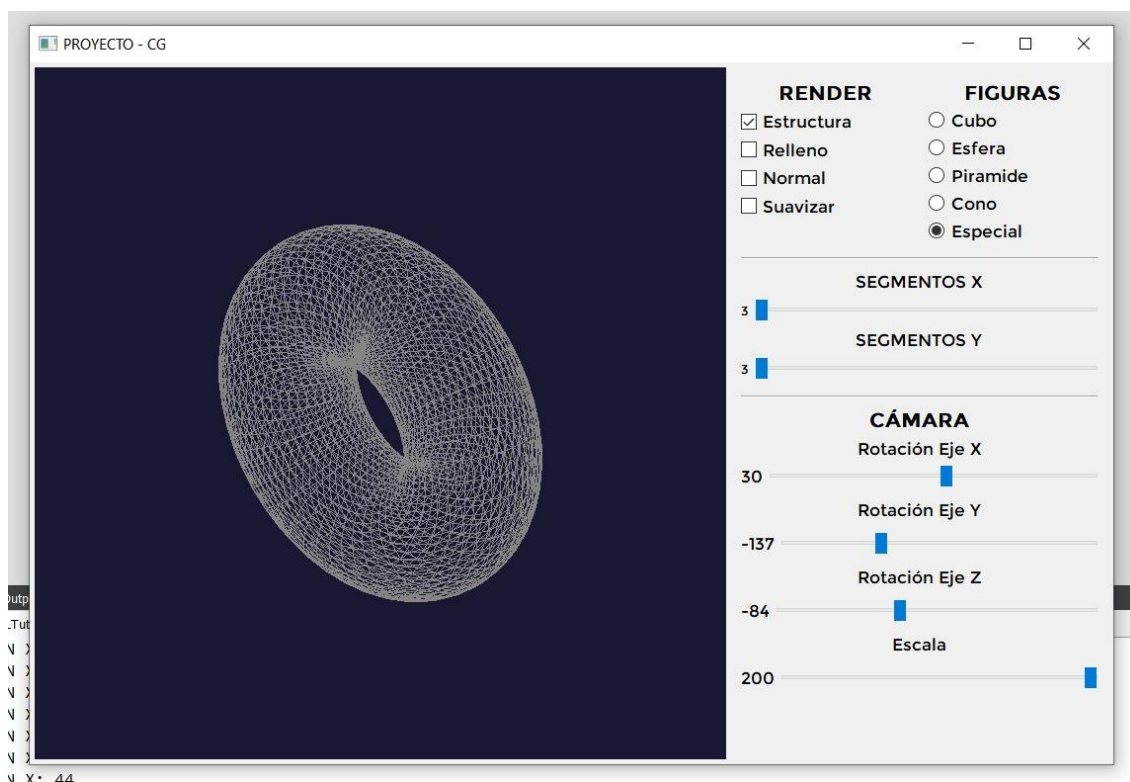 PROYECTO - CG
RENDER
Estructura
Relleno
Normal
Suavizar
FIGURAS
Cubo
Esfera
Piramide
Cono
Especial
SEGMENTOS X
3
SEGMENTOS Y
3
CÁMARA
Rotación Eje X
30
Rotación Eje Y
-137
Rotación Eje Z
-84
Escala
200
N X: 44